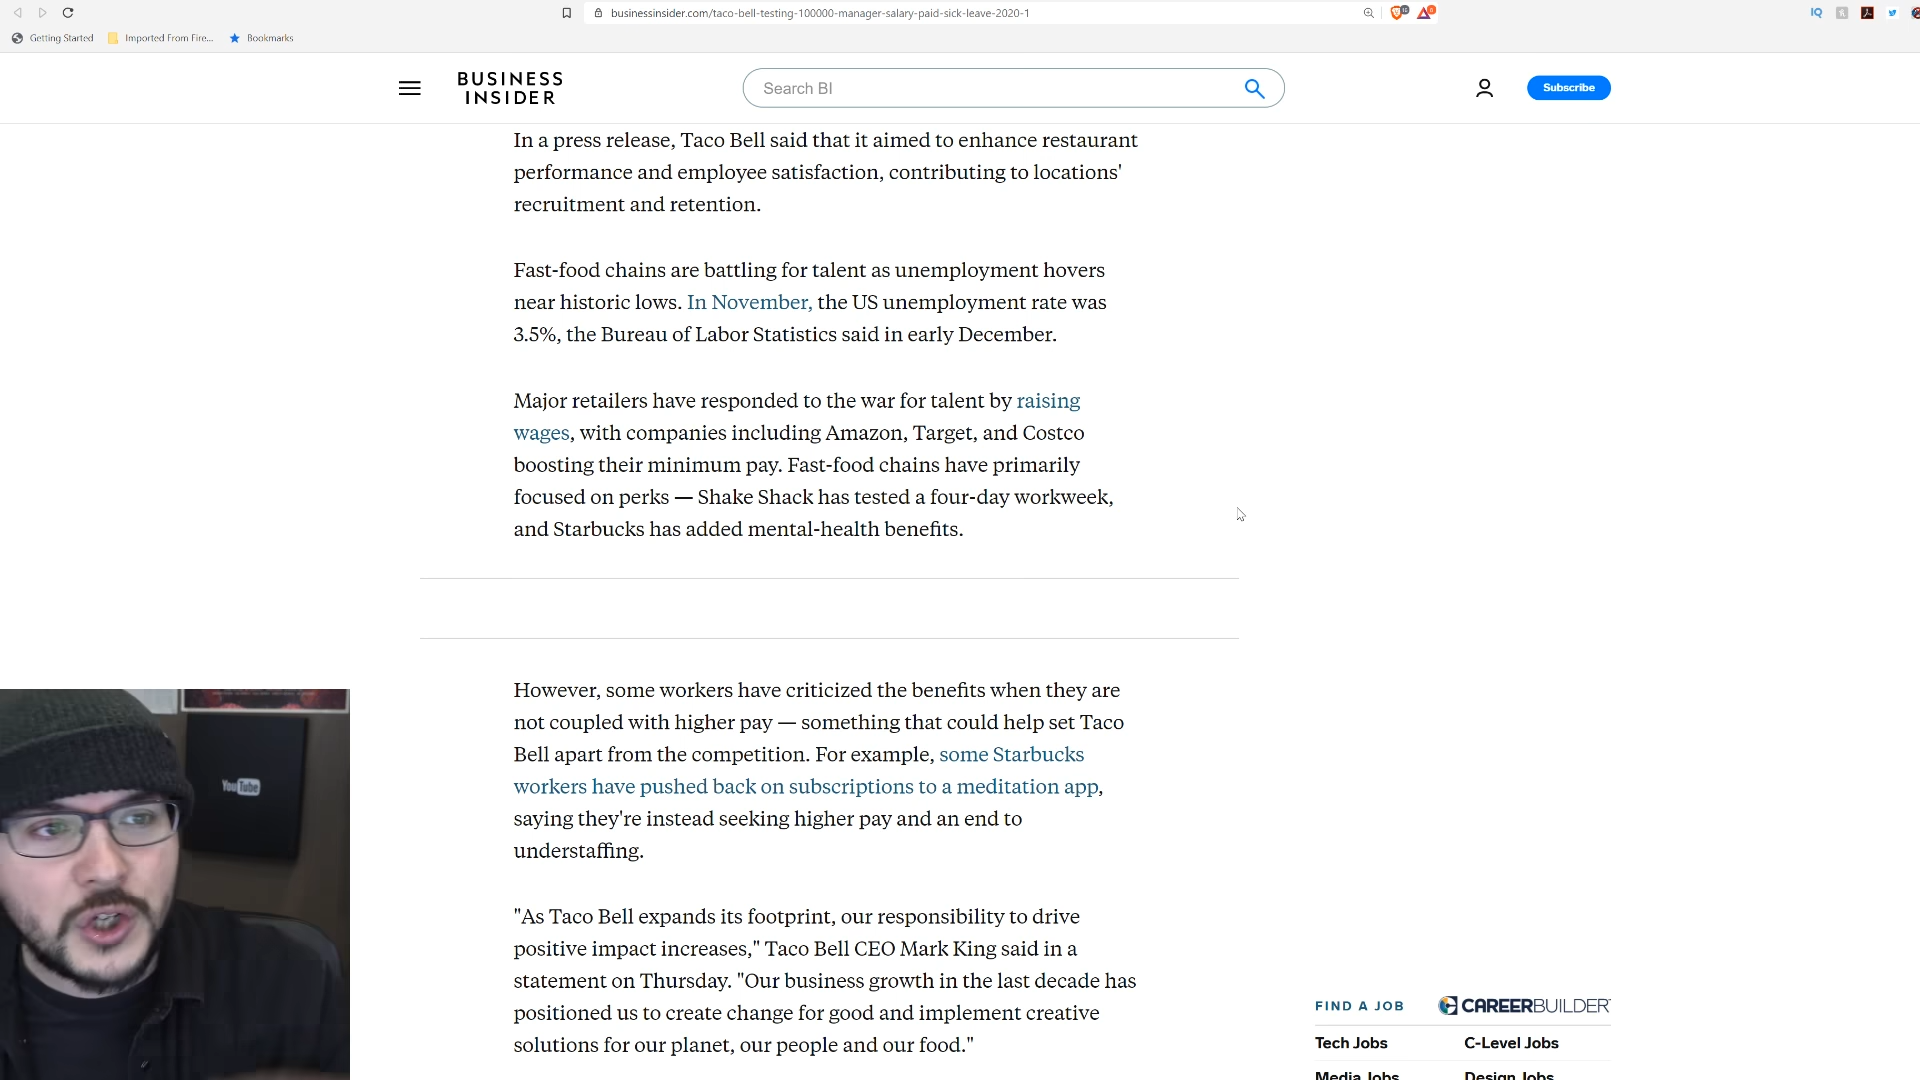 businessinsider.com/taco-bell-testing-100000-manager-salary-paid-sick-leave-2020-1
Getting Started
Imported From Fire...
Bookmarks
BUSINESS
INSIDER
Search BI
Subscribe
In a press release, Taco Bell said that it aimed to enhance restaurant
performance and employee satisfaction, contributing to locations'
recruitment and retention.
Fast-food chains are battling for talent as unemployment hovers
near historic lows. In November, the US unemployment rate was
3.5%, the Bureau of Labor Statistics said in early December.
Major retailers have responded to the war for talent by raising
wages, with companies including Amazon, Target, and Costco
boosting their minimum pay. Fast-food chains have primarily
focused on perks — Shake Shack has tested a four-day workweek,
and Starbucks has added mental-health benefits.
However, some workers have criticized the benefits when they are
not coupled with higher pay — something that could help set Taco
Bell apart from the competition. For example, some Starbucks
workers have pushed back on subscriptions to a meditation app,
saying they're instead seeking higher pay and an end to
understaffing.
"As Taco Bell expands its footprint, our responsibility to drive
positive impact increases," Taco Bell CEO Mark King said in a
statement on Thursday. "Our business growth in the last decade has
positioned us to create change for good and implement creative
solutions for our planet, our people and our food."
YouTube
FIND A JOB
CAREERBUILDER
Tech Jobs
C-Level Jobs
Media Jobs
Design Jobs